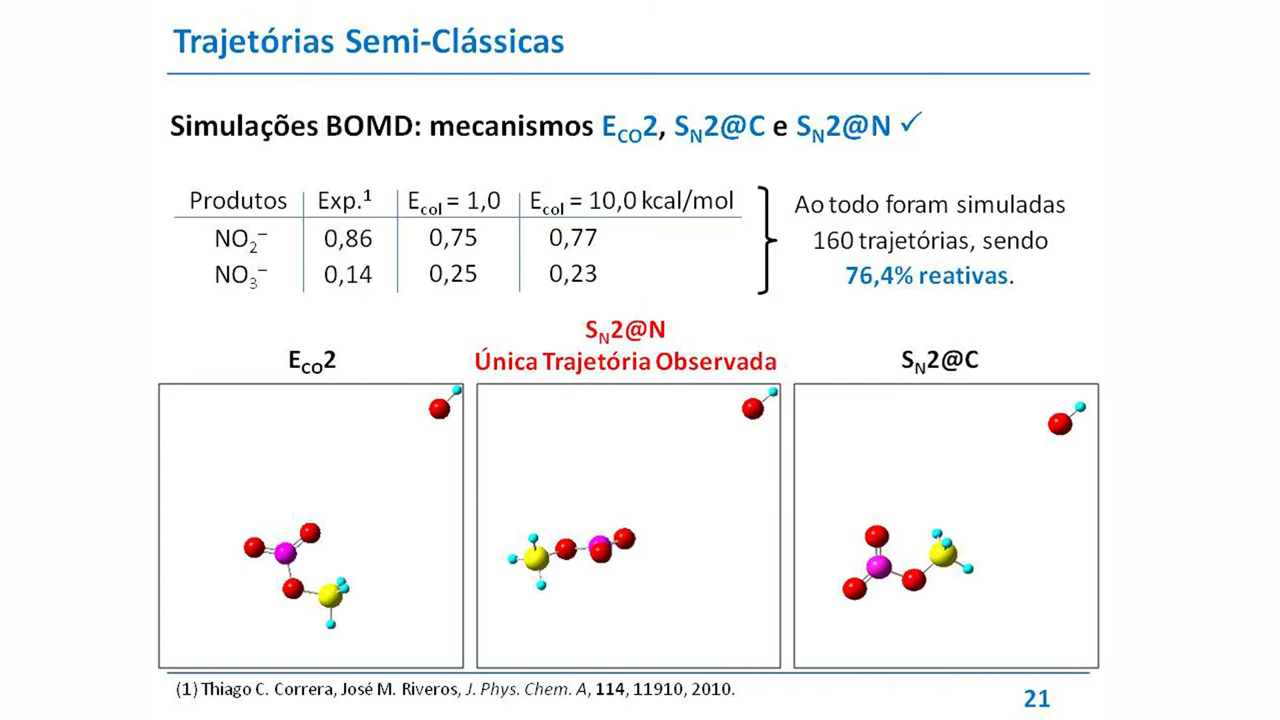 Trajetórias Semi-Clássicas
Simulações BOMD: mecanismos E_CO2, S_N2@C e S_N2@N ✓
Produtos Exp.¹ E_col = 1,0 E_col = 10,0 kcal/mol
NO₂⁻ 0,86 0,75 0,77
NO₃⁻ 0,14 0,25 0,23
Ao todo foram simuladas
160 trajetórias, sendo
76,4% reativas.
E_CO2
S_N2@N
Única Trajetória Observada
S_N2@C
(1) Thiago C. Correra, José M. Riveros, J. Phys. Chem. A, 114, 11910, 2010.
21